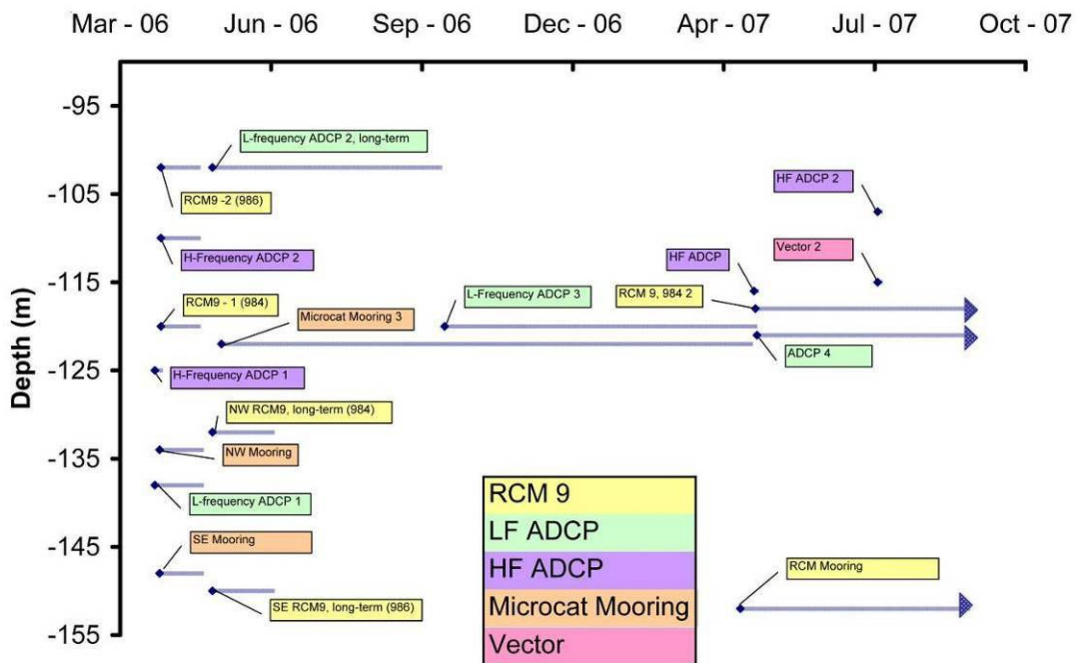 Mar - 06 Jun - 06 Sep - 06 Dec - 06 Apr - 07 Jul - 07 Oct - 07
Depth (m)
-95
-105
-115
-125
-135
-145
-155
L-frequency ADCP 2, long-term
RCM9 -2 (986)
HF ADCP 2
H-Frequency ADCP 2
Vector 2
HF ADCP
RCM9 - 1 (984)
L-Frequency ADCP 3
RCM 9, 984 2
Microcat Mooring 3
ADCP 4
H-Frequency ADCP 1
NW RCM9, long-term (984)
NW Mooring
L-frequency ADCP 1
SE Mooring
RCM Mooring
SE RCM9, long-term (986)
RCM 9
LF ADCP
HF ADCP
Microcat Mooring
Vector